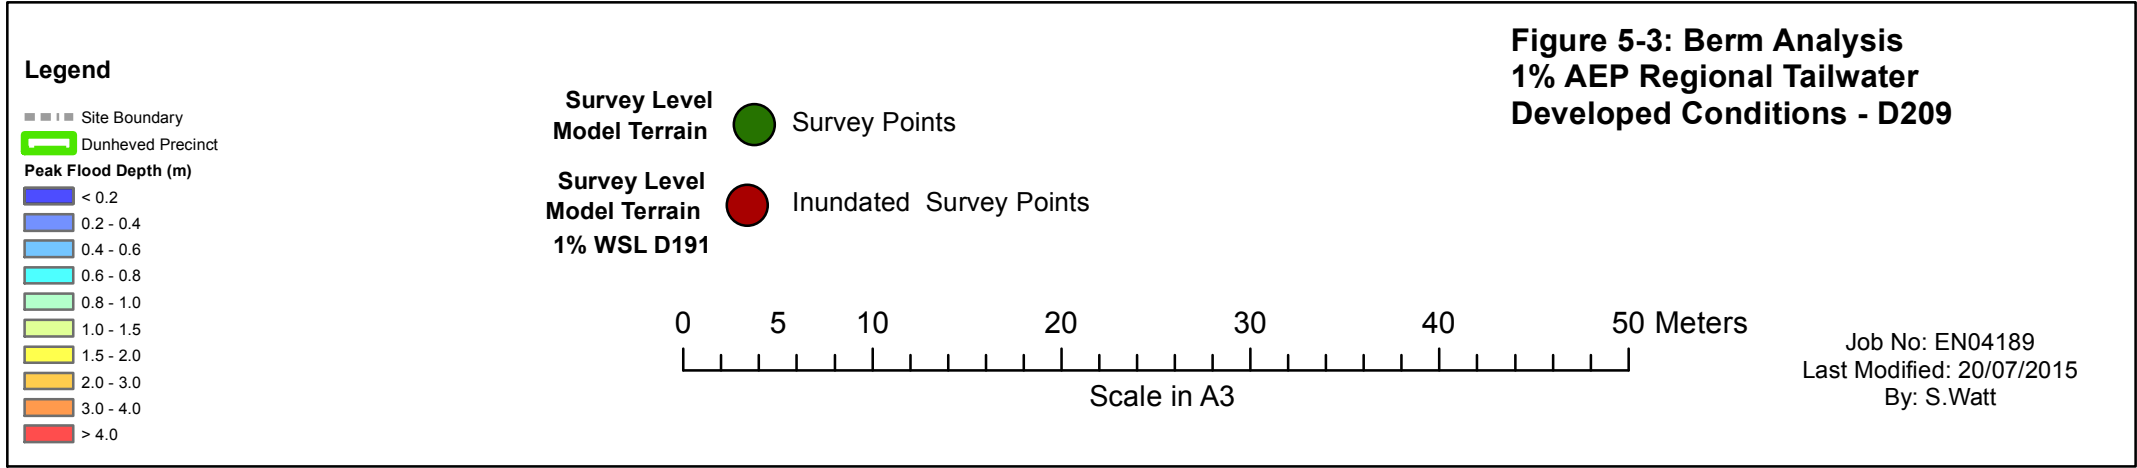 Legend
Site Boundary
Dunheved Precinct
Peak Flood Depth (m)
< 0.2
0.2 - 0.4
0.4 - 0.6
0.6 - 0.8
0.8 - 1.0
1.0 - 1.5
1.5 - 2.0
2.0 - 3.0
3.0 - 4.0
> 4.0
Survey Level
Model Terrain
Survey Points
Survey Level
Model Terrain
1% WSL D191
Inundated  Survey Points
0 5 10 20 30 40 50 Meters
Scale in A3
Figure 5-3: Berm Analysis
1% AEP Regional Tailwater
Developed Conditions - D209
Job No: EN04189
Last Modified: 20/07/2015
By: S.Watt